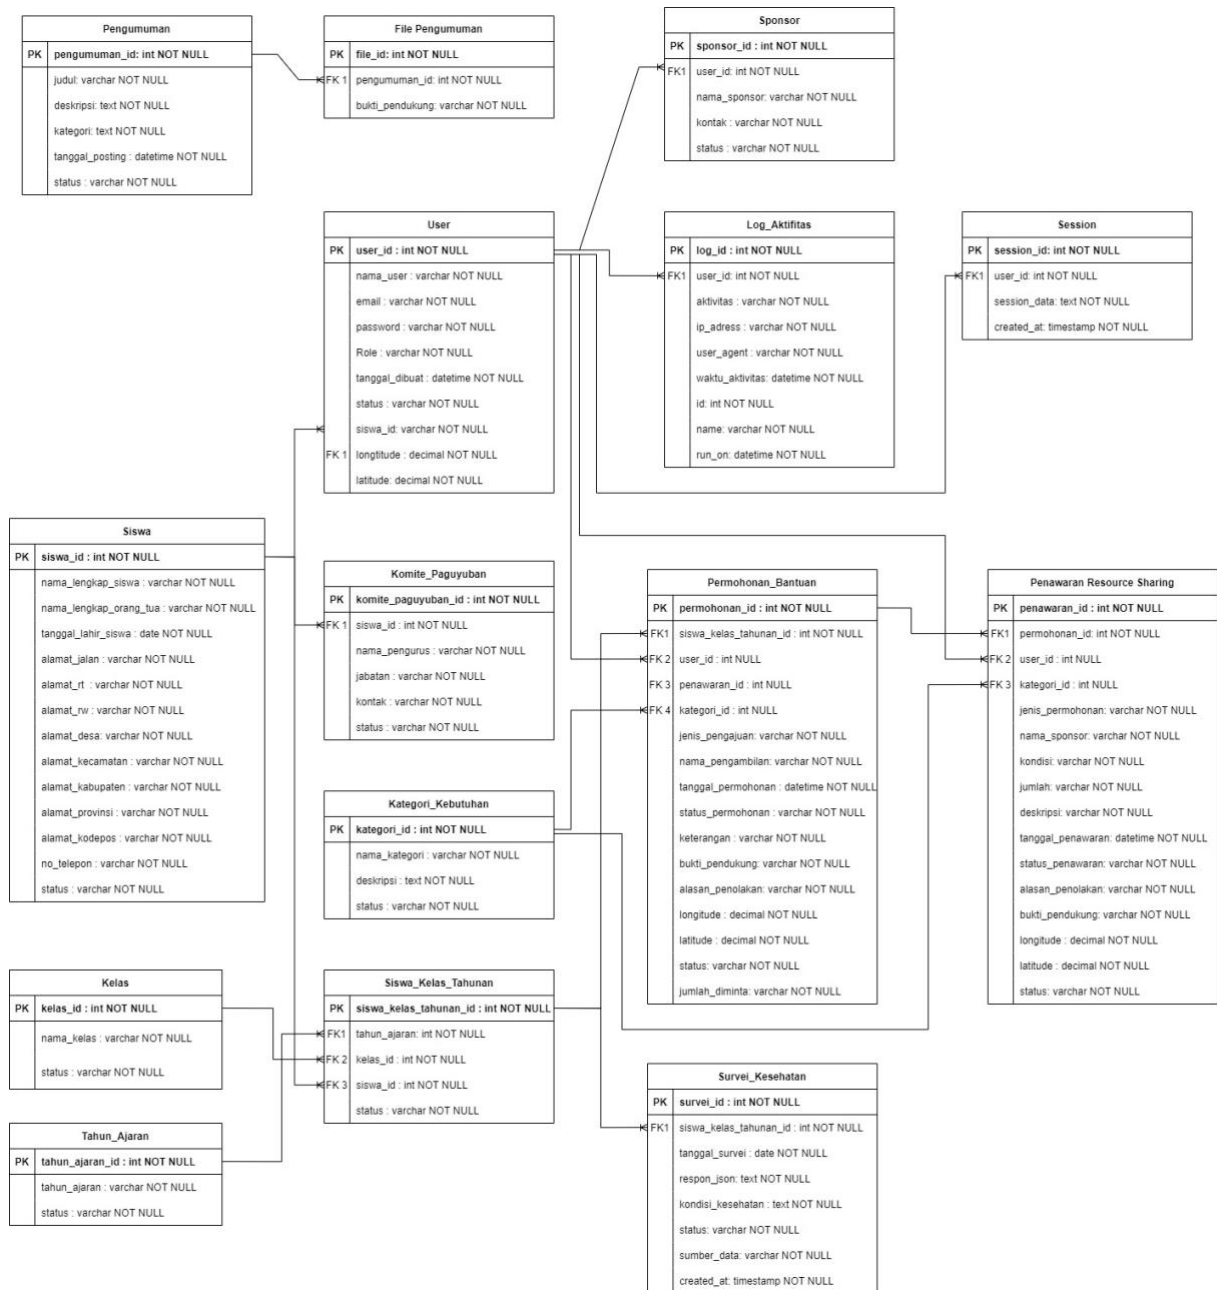 Pengumuman
PK pengumuman_id: int NOT NULL
judul: varchar NOT NULL
deskripsi: text NOT NULL
kategori: text NOT NULL
tanggal_posting : datetime NOT NULL
status : varchar NOT NULL
File Pengumuman
PK file_id: int NOT NULL
FK 1 pengumuman_id: int NOT NULL
bukti_pendukung: varchar NOT NULL
Sponsor
PK sponsor_id : int NOT NULL
FK1 user_id: int NOT NULL
nama_sponsor: varchar NOT NULL
kontak : varchar NOT NULL
status : varchar NOT NULL
User
PK user_id : int NOT NULL
nama_user : varchar NOT NULL
email : varchar NOT NULL
password : varchar NOT NULL
Role : varchar NOT NULL
tanggal_dibuat : datetime NOT NULL
status : varchar NOT NULL
siswa_id: varchar NOT NULL
FK 1 longtitude : decimal NOT NULL
latitude: decimal NOT NULL
Log_Aktifitas
PK log_id : int NOT NULL
FK1 user_id: int NOT NULL
aktivitas : varchar NOT NULL
ip_adress : varchar NOT NULL
user_agent : varchar NOT NULL
waktu_aktivitas: datetime NOT NULL
id: int NOT NULL
name: varchar NOT NULL
run_on: datetime NOT NULL
Session
PK session_id: int NOT NULL
FK1 user_id: int NOT NULL
session_data: text NOT NULL
created_at: timestamp NOT NULL
Siswa
PK siswa_id : int NOT NULL
nama_lengkap_siswa : varchar NOT NULL
nama_lengkap_orang_tua : varchar NOT NULL
tanggal_lahir_siswa : date NOT NULL
alamat_jalan : varchar NOT NULL
alamat_rt : varchar NOT NULL
alamat_rw : varchar NOT NULL
alamat_desa: varchar NOT NULL
alamat_kecamatan : varchar NOT NULL
alamat_kabupaten : varchar NOT NULL
alamat_provinsi : varchar NOT NULL
alamat_kodepos : varchar NOT NULL
no_telepon : varchar NOT NULL
status : varchar NOT NULL
Komite_Paguyuban
PK komite_paguyuban_id : int NOT NULL
FK 1 siswa_id : int NOT NULL
nama_pengurus : varchar NOT NULL
jabatan : varchar NOT NULL
kontak : varchar NOT NULL
status : varchar NOT NULL
Permohonan_Bantuan
PK permohonan_id : int NOT NULL
FK1 siswa_kelas_tahunan_id : int NOT NULL
FK 2 user_id : int NULL
FK 3 penawaran_id : int NULL
FK 4 kategori_id : int NULL
jenis_pengajuan: varchar NOT NULL
nama_pengambilan: varchar NOT NULL
tanggal_permohonan : datetime NOT NULL
status_permohonan : varchar NOT NULL
keterangan : varchar NOT NULL
bukti_pendukung: varchar NOT NULL
alasan_penolakan: varchar NOT NULL
longitude : decimal NOT NULL
latitude : decimal NOT NULL
status: varchar NOT NULL
jumlah_diminta: varchar NOT NULL
Penawaran Resource Sharing
PK penawaran_id : int NOT NULL
FK1 permohonan_id: int NOT NULL
FK 2 user_id : int NOT NULL
FK 3 kategori_id : int NOT NULL
jenis_permohonan: varchar NOT NULL
nama_sponsor: varchar NOT NULL
kondisi: varchar NOT NULL
jumlah: varchar NOT NULL
deskripsi: varchar NOT NULL
tanggal_penawaran: datetime NOT NULL
status_penawaran: varchar NOT NULL
alasan_penolakan: varchar NOT NULL
bukti_pendukung: varchar NOT NULL
longitude : decimal NOT NULL
latitude : decimal NOT NULL
status: varchar NOT NULL
Kategori_Kebutuhan
PK kategori_id : int NOT NULL
nama_kategori : varchar NOT NULL
deskripsi : text NOT NULL
status : varchar NOT NULL
Kelas
PK kelas_id : int NOT NULL
nama_kelas : varchar NOT NULL
status : varchar NOT NULL
Siswa_Kelas_Tahunan
PK siswa_kelas_tahunan_id : int NOT NULL
FK1 tahun_ajaran: int NOT NULL
FK 2 kelas_id : int NOT NULL
FK 3 siswa_id : int NOT NULL
status : varchar NOT NULL
Tahun_Ajaran
PK tahun_ajaran_id : int NOT NULL
tahun_ajaran : varchar NOT NULL
status : varchar NOT NULL
Survei_Kesehatan
PK survei_id : int NOT NULL
FK1 siswa_kelas_tahunan_id : int NOT NULL
tanggal_survei : date NOT NULL
respon_json: text NOT NULL
kondisi_kesehatan : text NOT NULL
status: varchar NOT NULL
sumber_data: varchar NOT NULL
created_at: timestamp NOT NULL